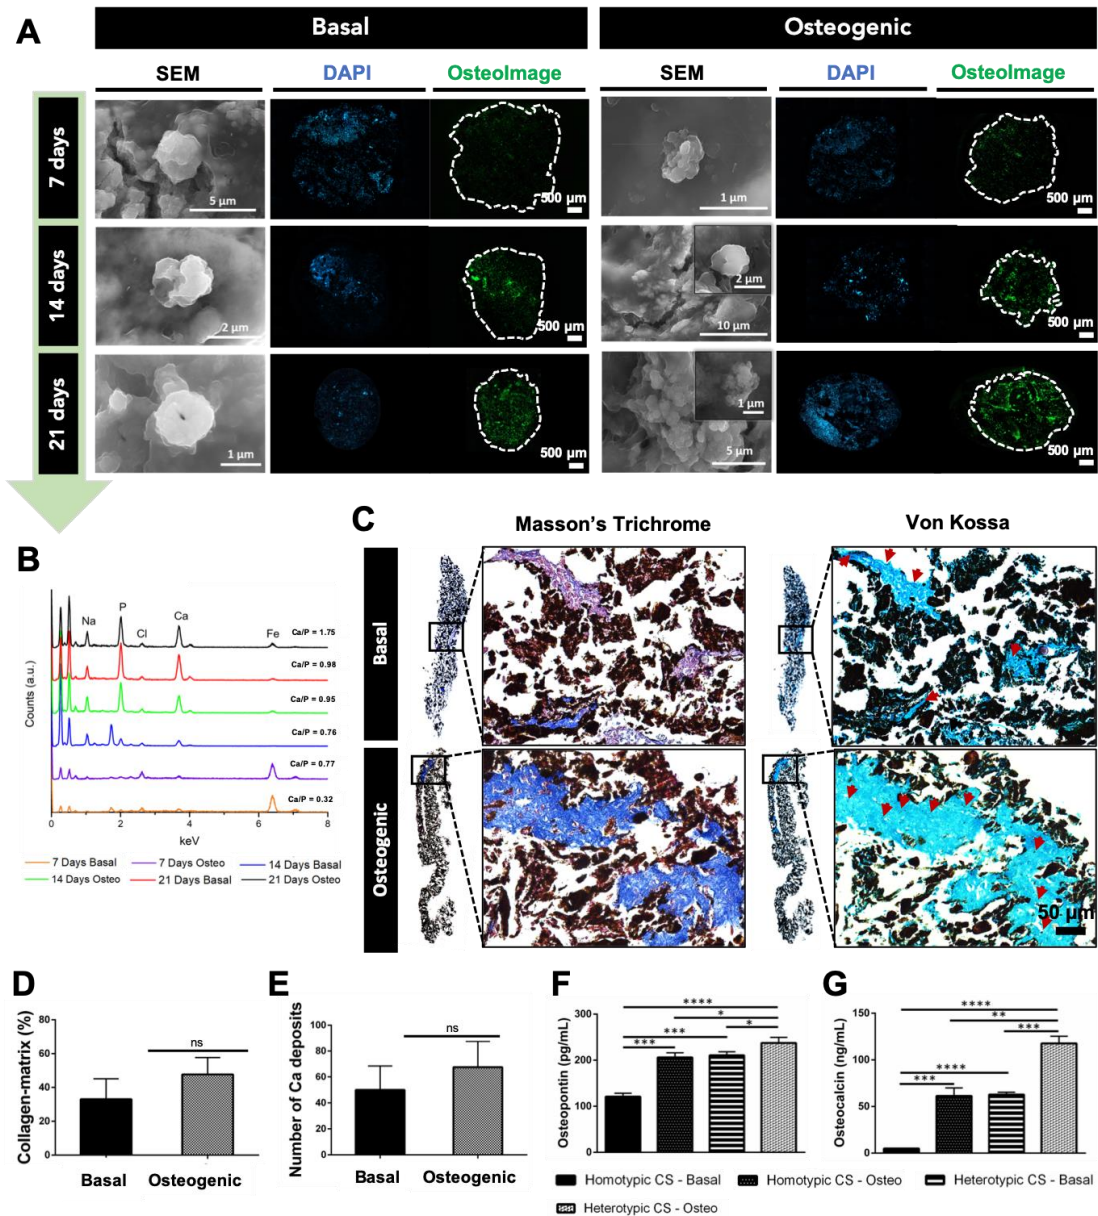 A
Basal
Osteogenic
SEM
DAPI
OsteoImage
SEM
DAPI
OsteoImage
7 days
5 µm
500 µm
1 µm
500 µm
14 days
2 µm
500 µm
2 µm
10 µm
500 µm
21 days
1 µm
500 µm
1 µm
5 µm
500 µm
B
Counts (a.u.)
Na
P
Cl
Ca
Fe
Ca/P = 1.75
Ca/P = 0.98
Ca/P = 0.95
Ca/P = 0.76
Ca/P = 0.77
Ca/P = 0.32
0 2 4 6 8
keV
7 Days Basal
7 Days Osteo
14 Days Basal
14 Days Osteo
21 Days Basal
21 Days Osteo
C
Masson's Trichrome
Von Kossa
Basal
Osteogenic
50 µm
D
Collagen-matrix (%)
80
60
40
20
0
ns
Basal
Osteogenic
E
Number of Ca deposits
100
80
60
40
20
0
ns
Basal
Osteogenic
F
Osteopontin (pg/mL)
300
200
100
0
****
*
***
*
***
G
Osteocalcin (ng/mL)
150
100
50
0
****
**
***
****
***
Homotypic CS - Basal
Homotypic CS - Osteo
Heterotypic CS - Basal
Heterotypic CS - Osteo